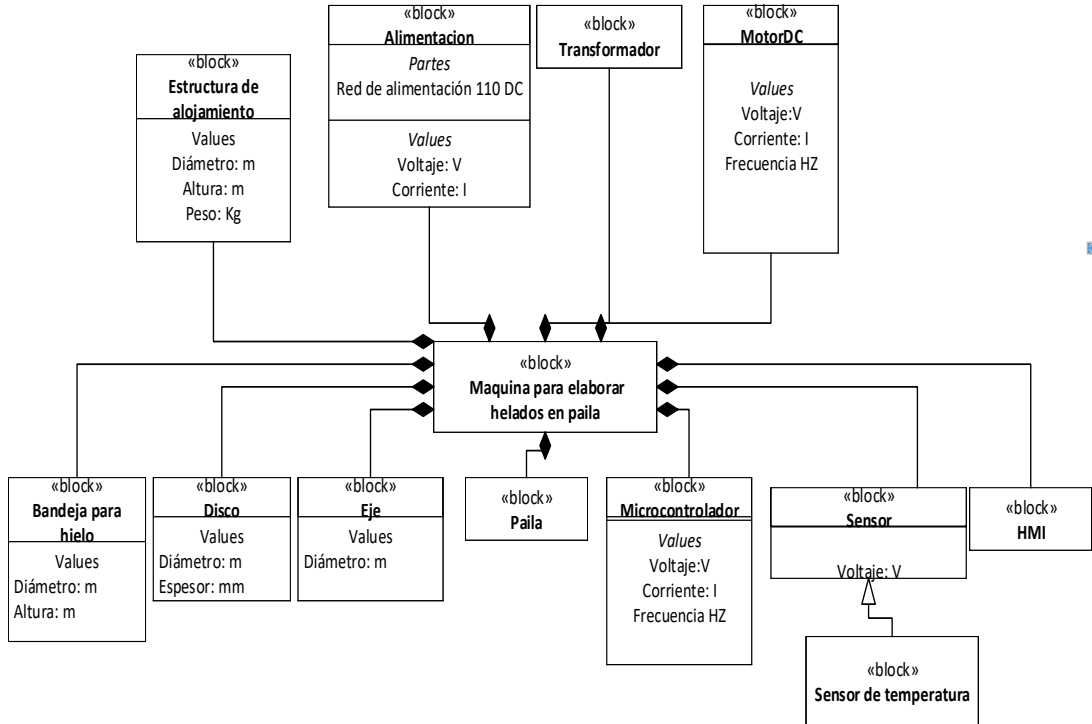 «block»
Estructura de
alojamiento
Values
Diámetro: m
Altura: m
Peso: Kg
«block»
Alimentacion
Partes
Red de alimentación 110 DC
Values
Voltaje: V
Corriente: I
«block»
Transformador
«block»
MotorDC
Values
Voltaje:V
Corriente: I
Frecuencia HZ
«block»
Maquina para elaborar
helados en paila
«block»
Bandeja para
hielo
Values
Diámetro: m
Altura: m
«block»
Disco
Values
Diámetro: m
Espesor: mm
«block»
Eje
Values
Diámetro: m
«block»
Paila
«block»
Microcontrolador
Values
Voltaje:V
Corriente: I
Frecuencia HZ
«block»
Sensor
Voltaje: V
«block»
HMI
«block»
Sensor de temperatura